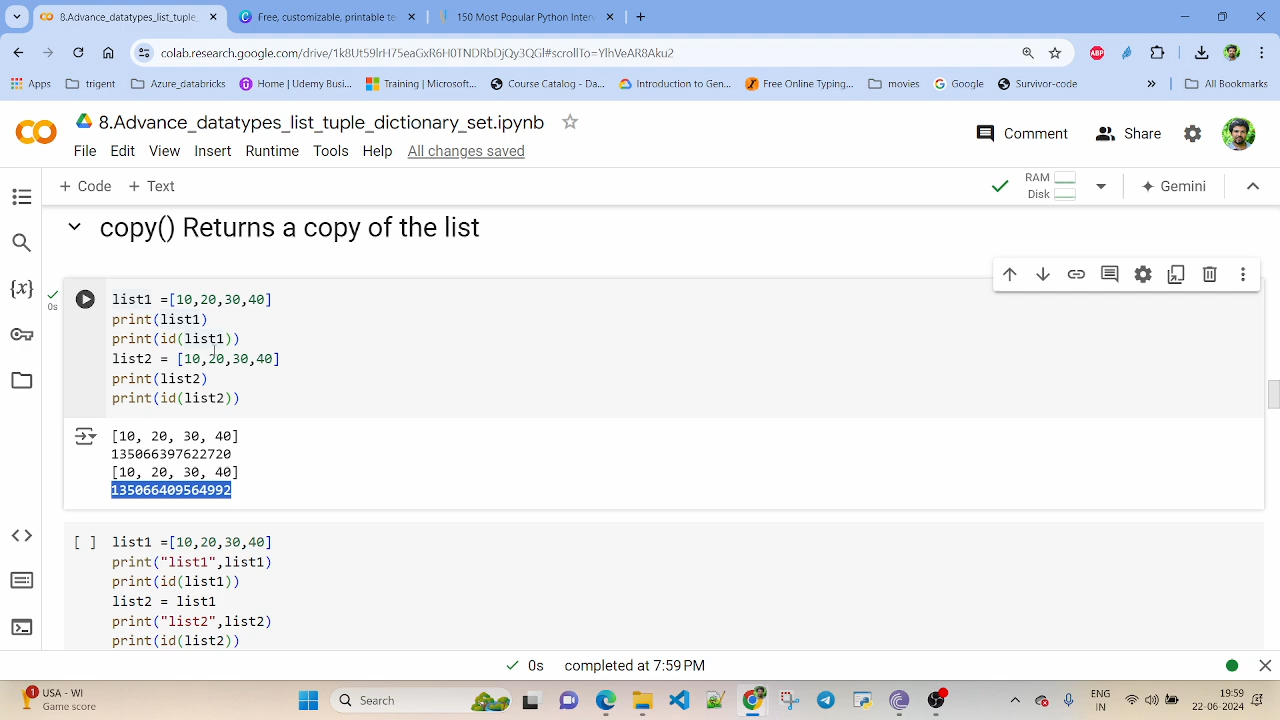 8.Advance_datatypes_list_tuple_
Free, customizable, printable te
150 Most Popular Python Interv
colab.research.google.com/drive/1k8Ut59lrH75eaGxR6H0TNDRbDjQy3QGl#scrollTo=YlhVeAR8Aku2
ABP
Apps
trigent
Azure_databricks
Home | Udemy Busi...
Training | Microsoft...
Course Catalog - Da...
Introduction to Gen...
Free Online Typing...
movies
Google
Survivor-code
All Bookmarks
8.Advance_datatypes_list_tuple_dictionary_set.ipynb
Comment
Share
File Edit View Insert Runtime Tools Help All changes saved
+ Code + Text
RAM
Disk
Gemini
copy() Returns a copy of the list
0s
list1 =[10,20,30,40]
print(list1)
print(id(list1))
list2 = [10,20,30,40]
print(list2)
print(id(list2))
[10, 20, 30, 40]
135066397622720
[10, 20, 30, 40]
135066409564992
[ ] list1 =[10,20,30,40]
print("list1",list1)
print(id(list1))
list2 = list1
print("list2",list2)
print(id(list2))
0s completed at 7:59 PM
1
USA - WI
Game score
Search
ENG
IN
19:59
22-06-2024